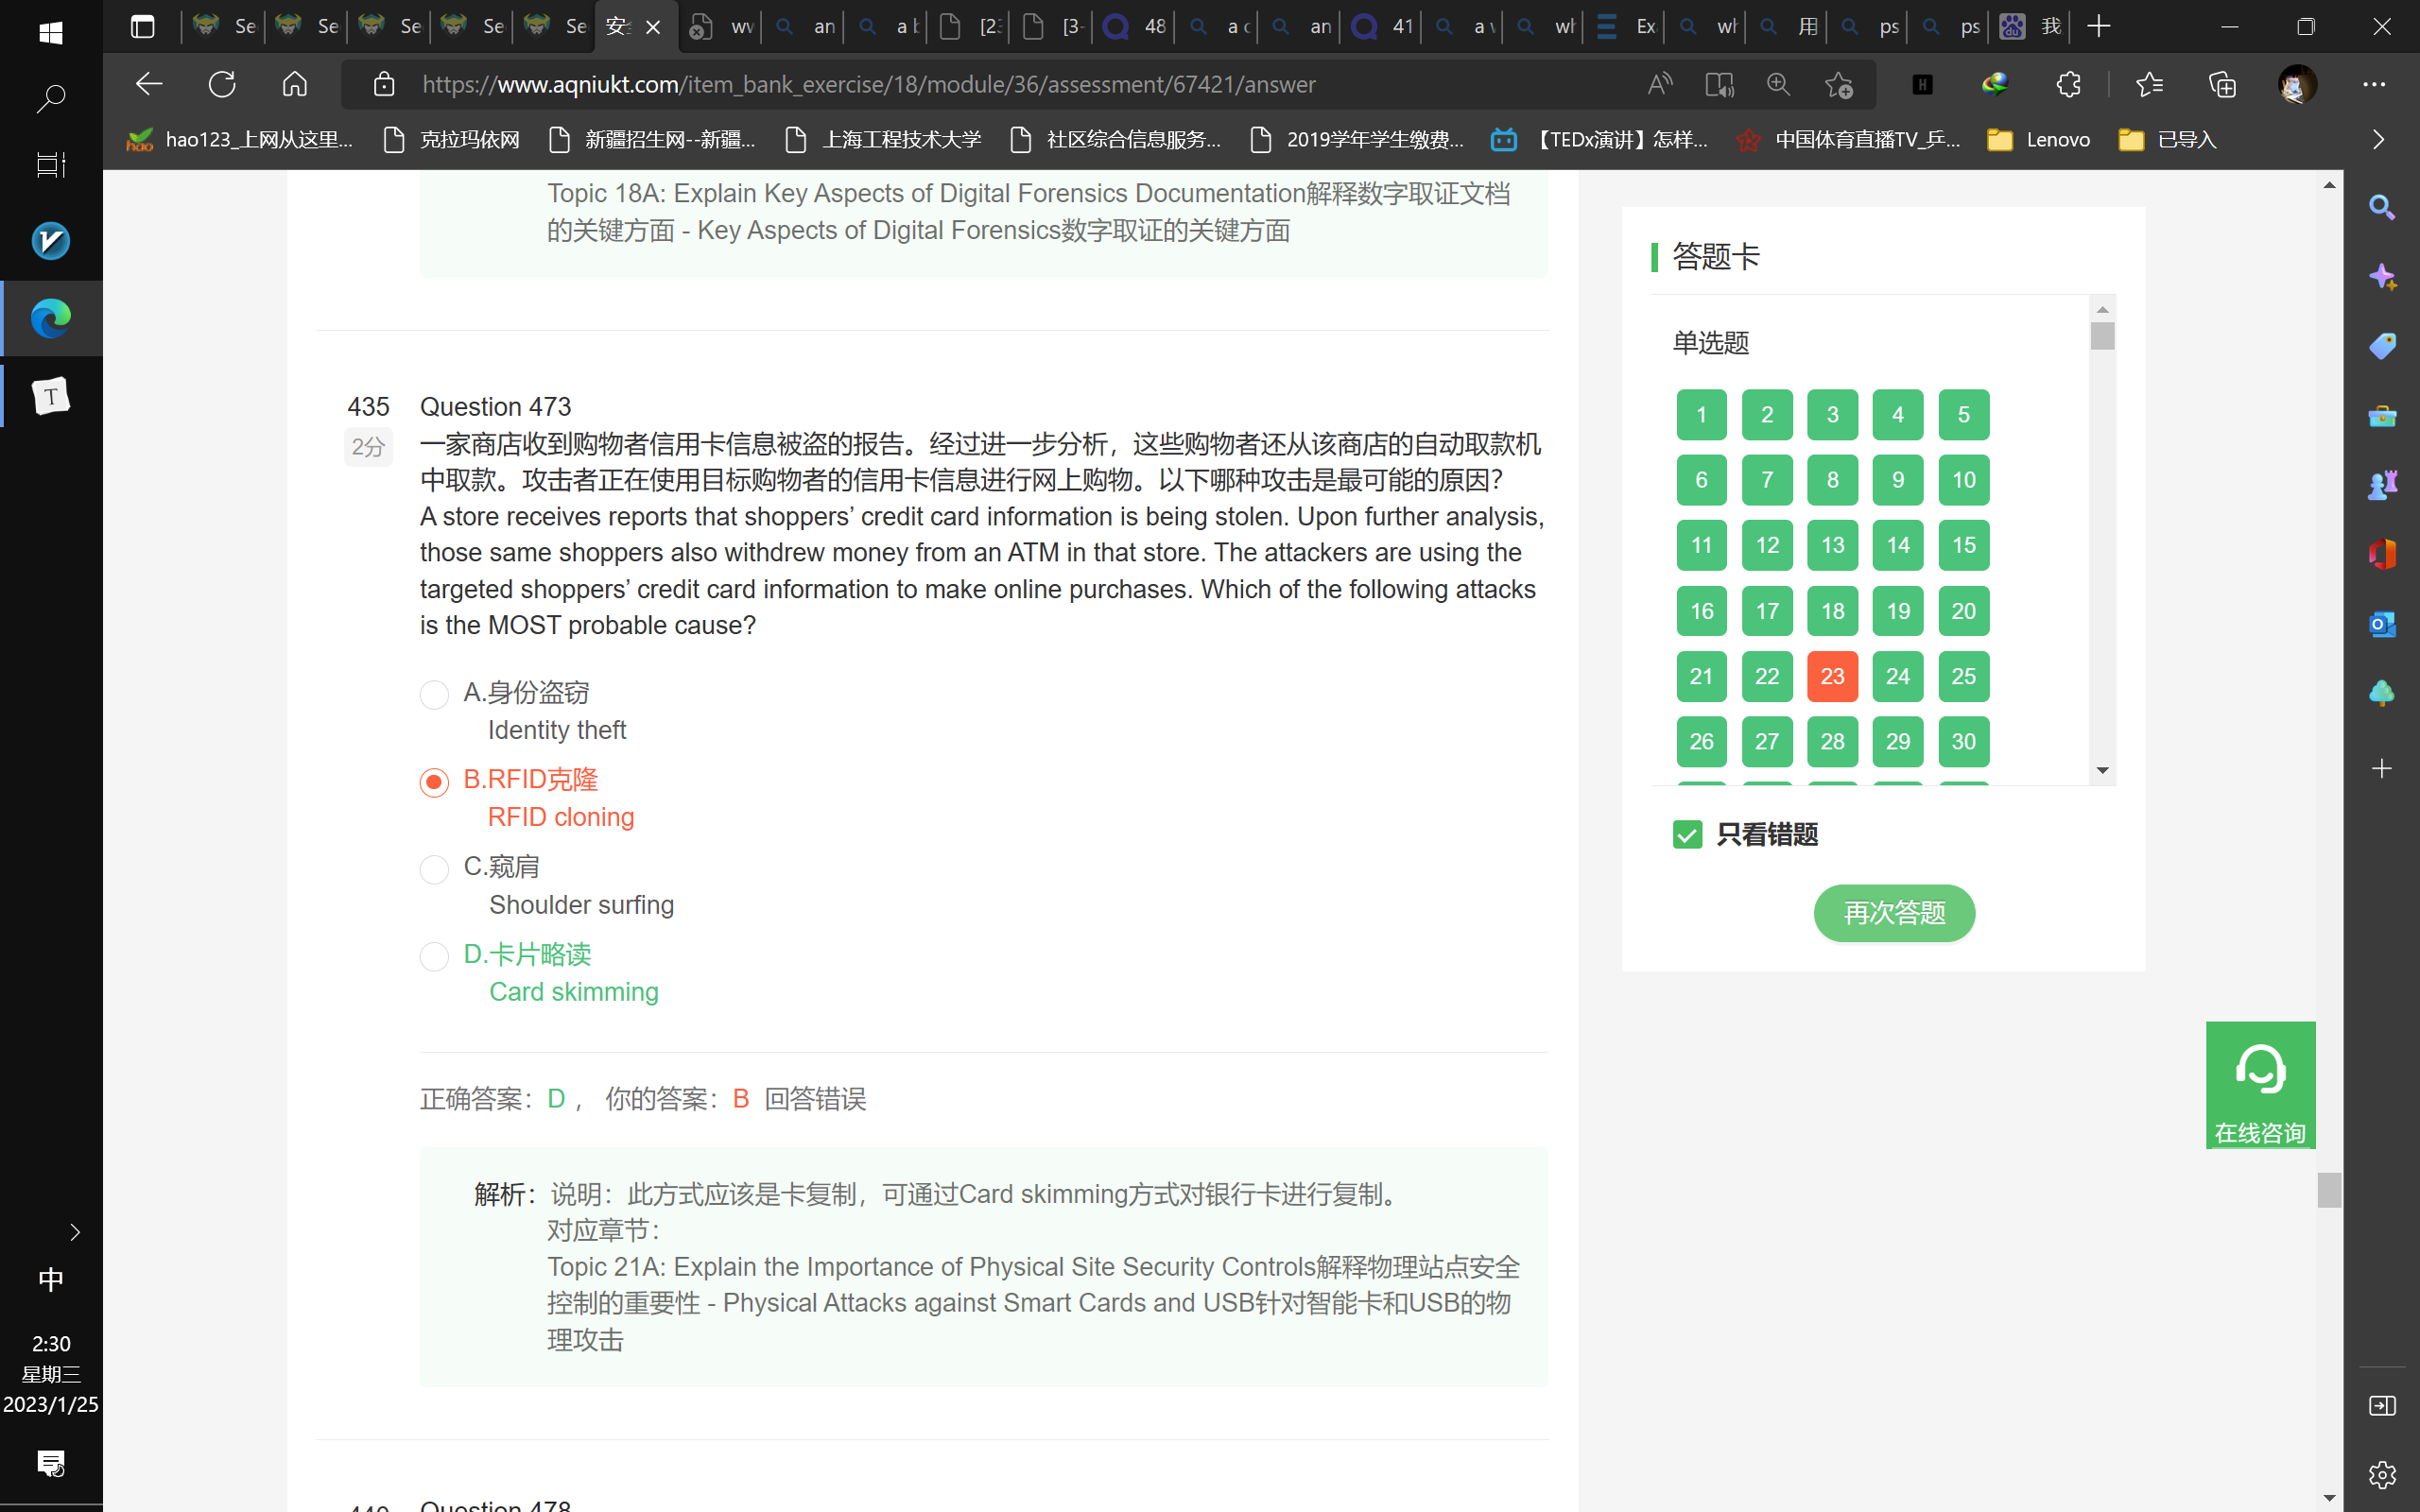 Se
Se
Se
Se
Se
安
wv
an
a b
[3-
48
a c
an
41
wh
Ex
wh
用
ps
ps
我
https://www.aqniukt.com/item_bank_exercise/18/module/36/assessment/67421/answer
hao123_上网从这里...
克拉玛依网
新疆招生网--新疆...
上海工程技术大学
社区综合信息服务...
2019学年学生缴费...
【TEDx演讲】怎样...
中国体育直播TV_乒...
Lenovo
已导入
Topic 18A: Explain Key Aspects of Digital Forensics Documentation解释数字取证文档
的关键方面 - Key Aspects of Digital Forensics数字取证的关键方面
435
2分
Question 473
一家商店收到购物者信用卡信息被盗的报告。经过进一步分析，这些购物者还从该商店的自动取款机
中取款。攻击者正在使用目标购物者的信用卡信息进行网上购物。以下哪种攻击是最可能的原因？
A store receives reports that shoppers’ credit card information is being stolen. Upon further analysis,
those same shoppers also withdrew money from an ATM in that store. The attackers are using the
targeted shoppers’ credit card information to make online purchases. Which of the following attacks
is the MOST probable cause?
A.身份盗窃
Identity theft
B.RFID克隆
RFID cloning
C.窥肩
Shoulder surfing
D.卡片略读
Card skimming
正确答案：D， 你的答案：B 回答错误
解析：说明：此方式应该是卡复制，可通过Card skimming方式对银行卡进行复制。
对应章节：
Topic 21A: Explain the Importance of Physical Site Security Controls解释物理站点安全
控制的重要性 - Physical Attacks against Smart Cards and USB针对智能卡和USB的物
理攻击
Question 478
答题卡
单选题
1 2 3 4 5
6 7 8 9 10
11 12 13 14 15
16 17 18 19 20
21 22 23 24 25
26 27 28 29 30
只看错题
再次答题
在线咨询
中
2:30
星期三
2023/1/25